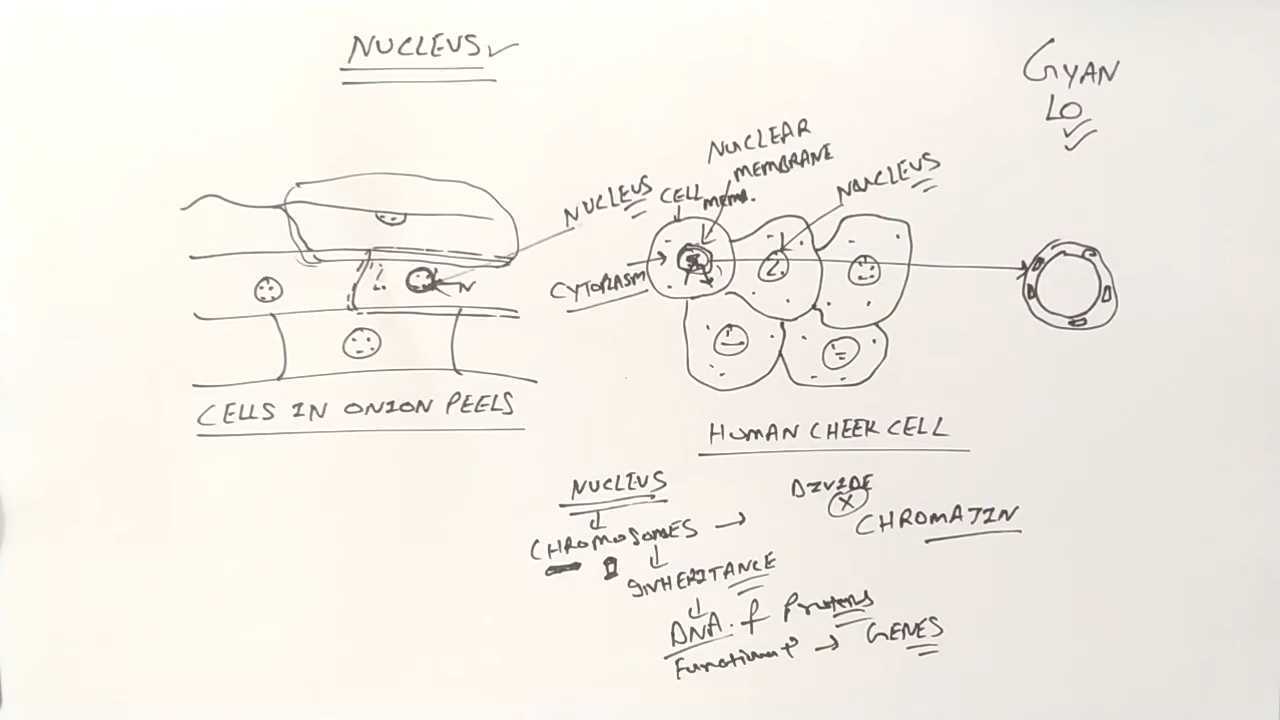 NUCLEUS
GYAN
LO
NUCLEAR
MEMBRANE
NUCLEUS
CELL
MEMB.
NUCLEUS
N
CYTOPLASM
CELLS IN ONION PEELS
HUMAN CHEEK CELL
NUCLEUS
DIVIDE
X
CHROMATIN
CHROMOSOMES →
INHERITANCE
DNA. & Proteins
→ GENES